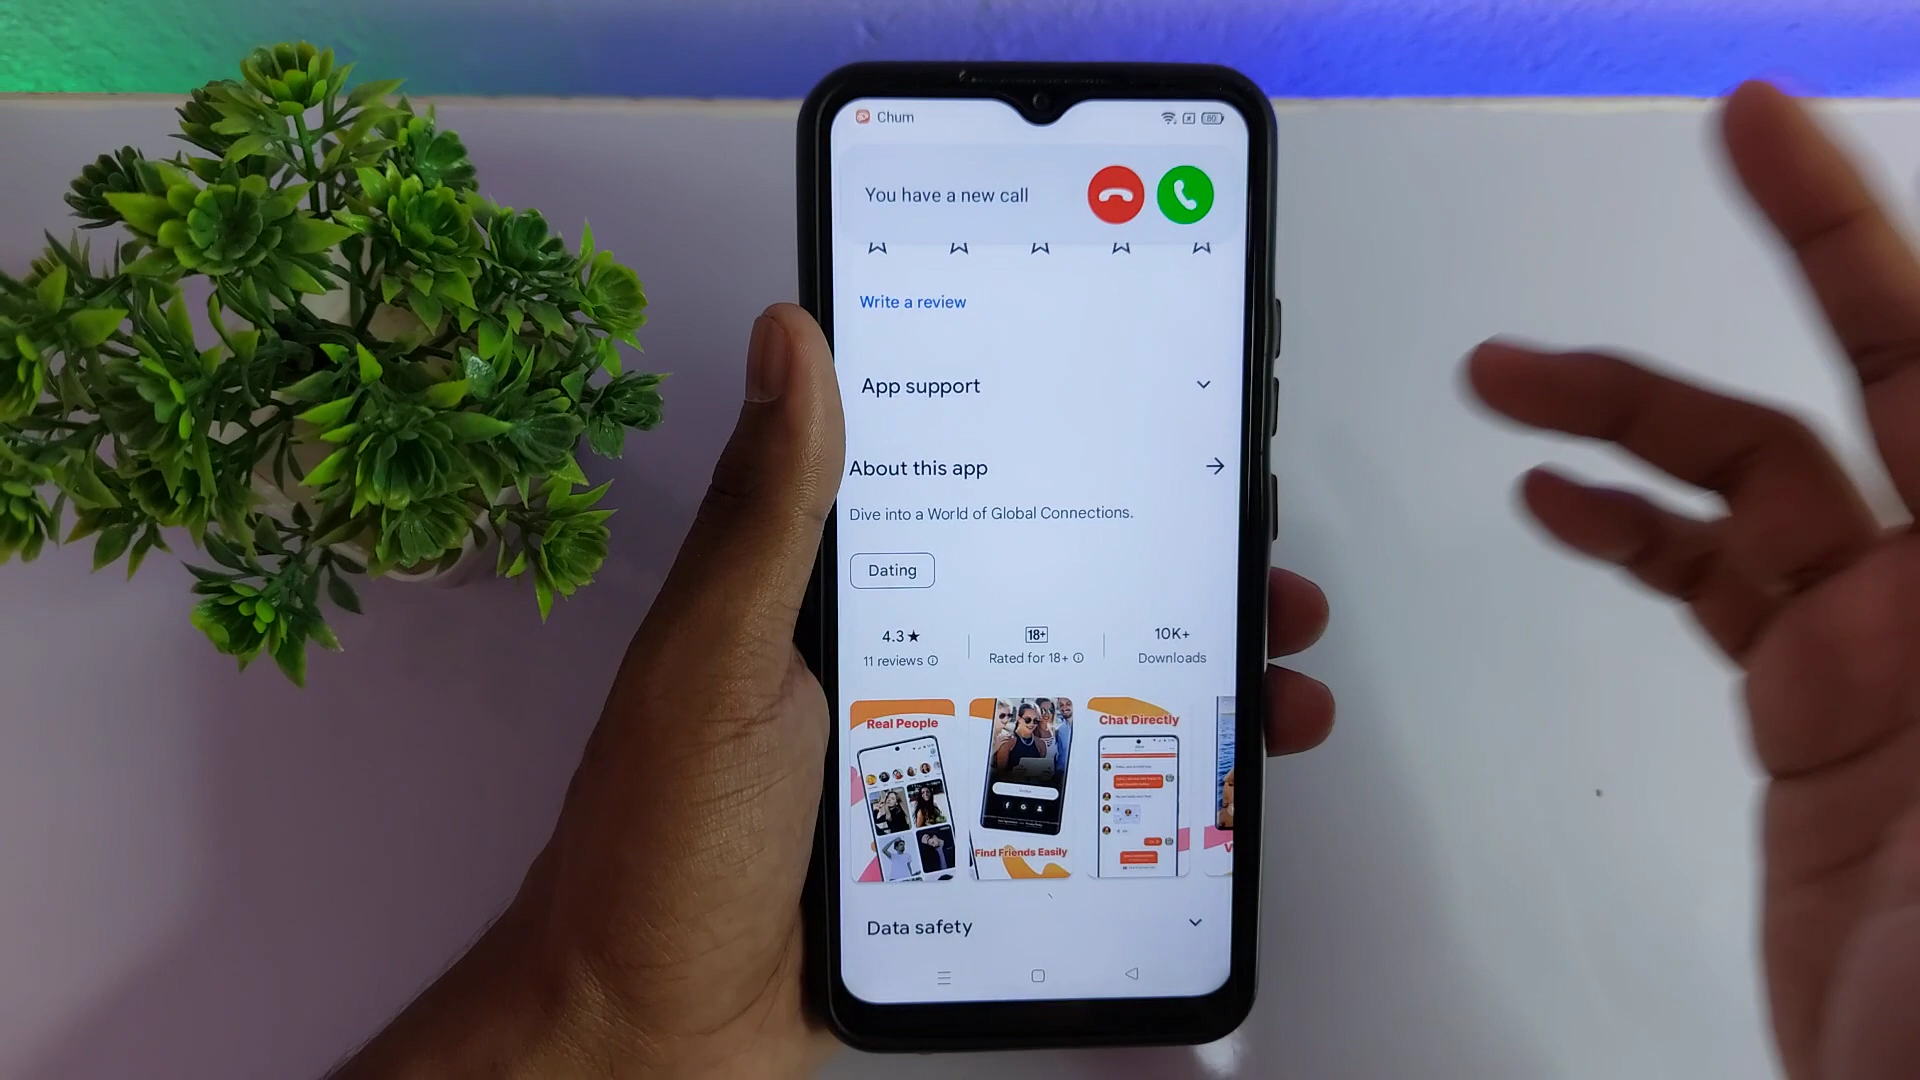 Chum
80
You have a new call
Write a review
App support
About this app
Dive into a World of Global Connections.
Dating
4.3★
18+
10K+
11 reviews
Rated for 18+
Downloads
Real People
Find Friends Easily
Chat Directly
V
Data safety